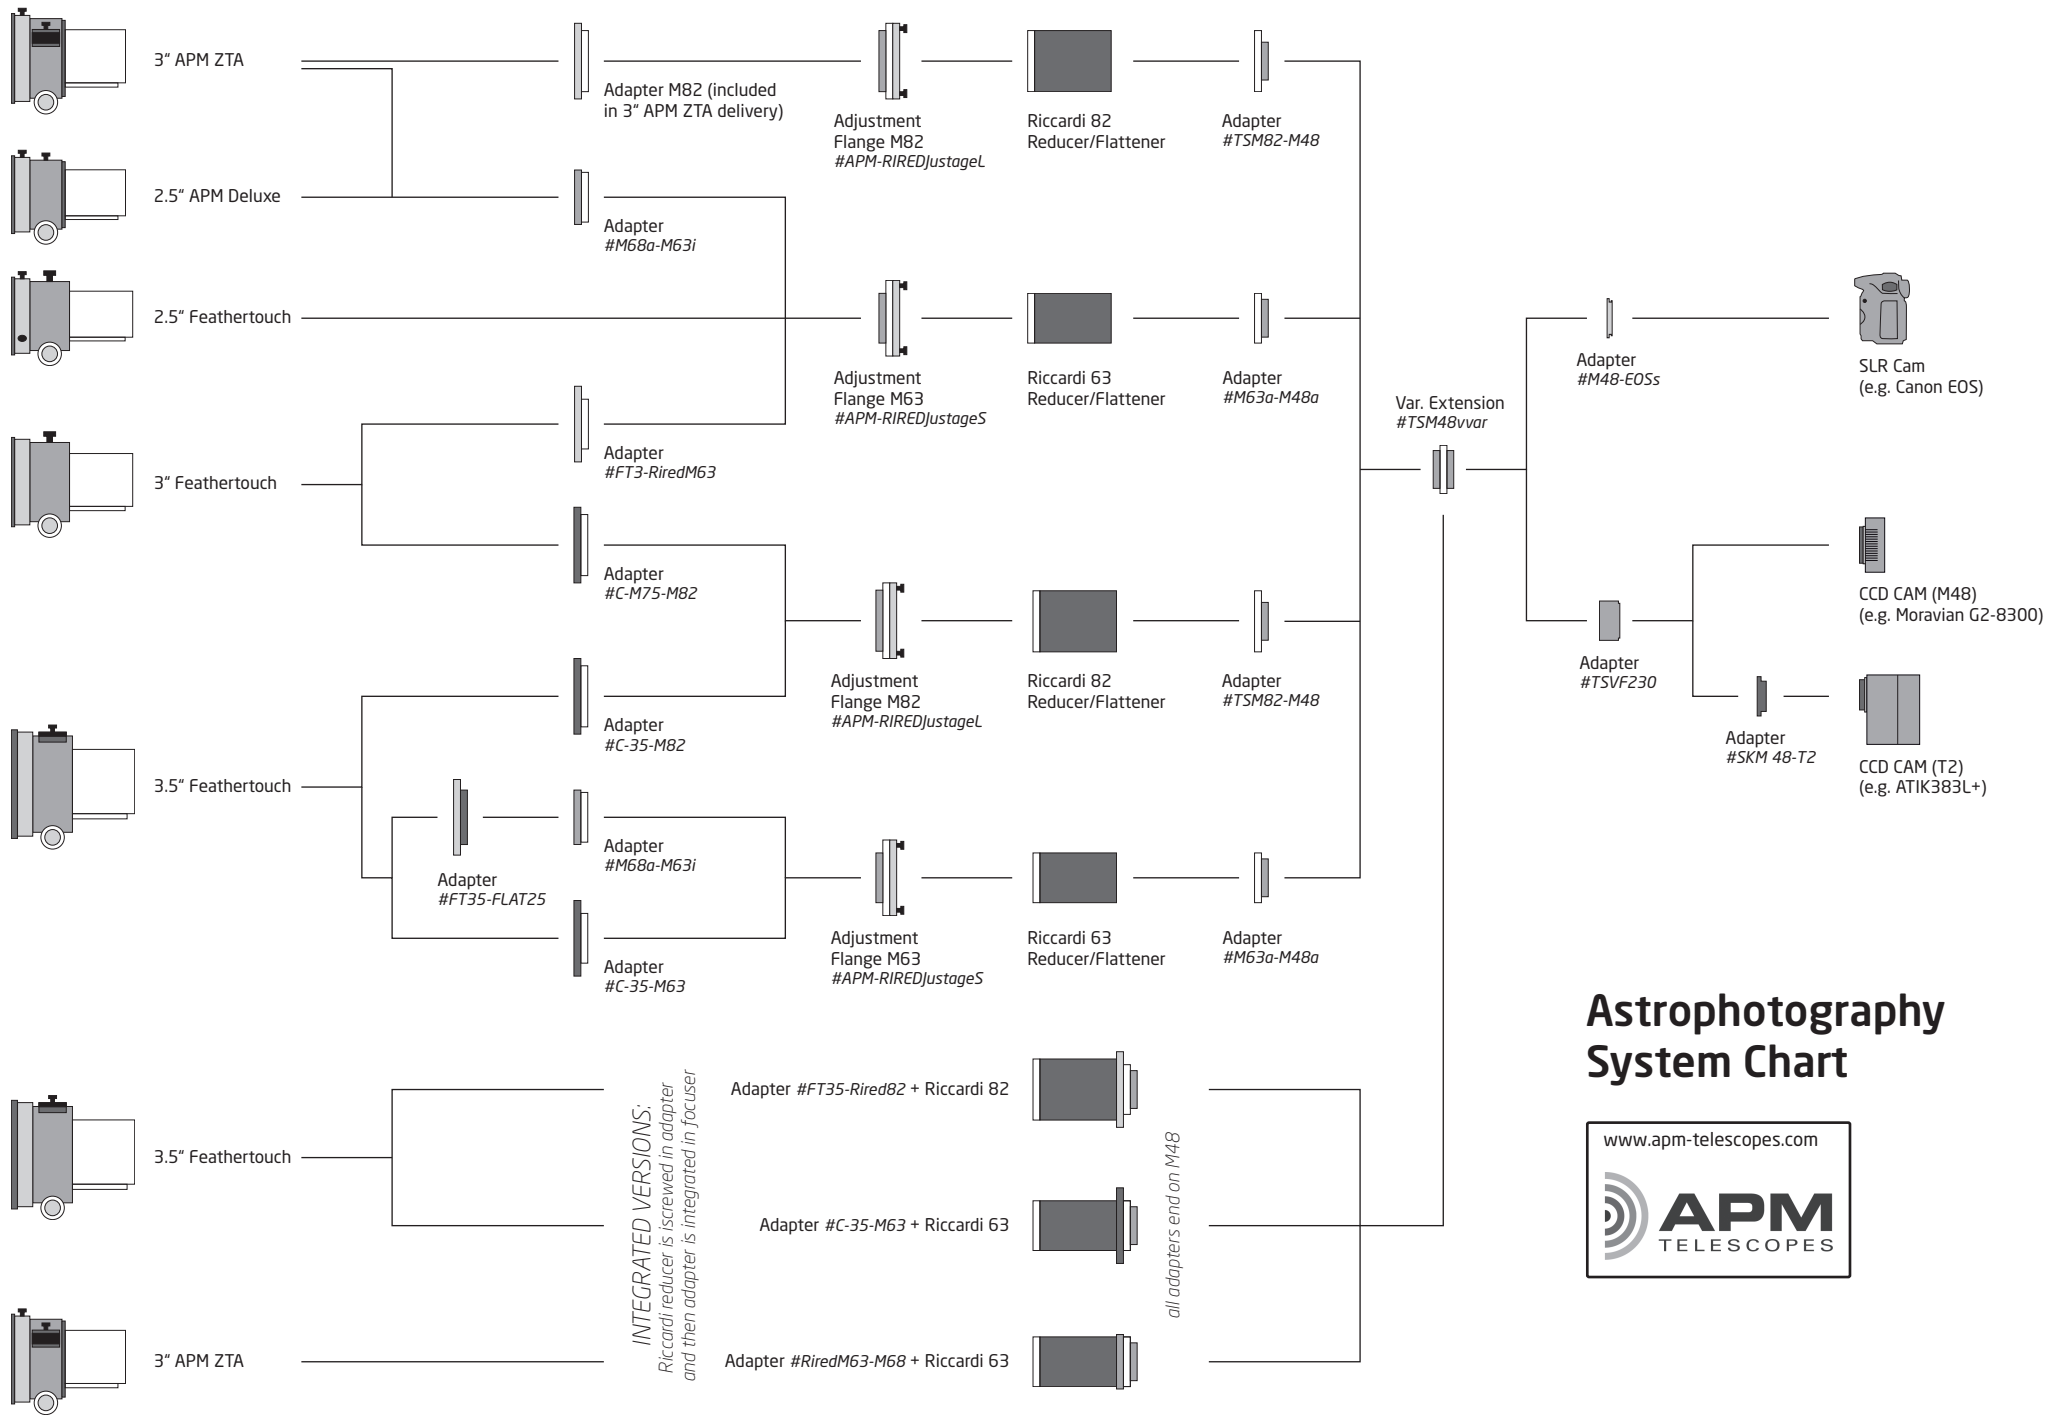 3“ APM ZTA
Adapter M82 (included
in 3“ APM ZTA delivery)
Adjustment
Flange M82
#APM-RIREDJustageL
Riccardi 82
Reducer/Flattener
Adapter
#TSM82-M48
2.5“ APM Deluxe
Adapter
#M68a-M63i
2.5“ Feathertouch
Adjustment
Flange M63
#APM-RIREDJustageS
Riccardi 63
Reducer/Flattener
Adapter
#M63a-M48a
Var. Extension
#TSM48vvar
Adapter
#M48-EOSs
SLR Cam
(e.g. Canon EOS)
3“ Feathertouch
Adapter
#FT3-RiredM63
Adapter
#C-M75-M82
Adjustment
Flange M82
#APM-RIREDJustageL
Riccardi 82
Reducer/Flattener
Adapter
#TSM82-M48
Adapter
#TSVF230
CCD CAM (M48)
(e.g. Moravian G2-8300)
Adapter
#SKM 48-T2
CCD CAM (T2)
(e.g. ATIK383L+)
3.5“ Feathertouch
Adapter
#C-35-M82
Adapter
#FT35-FLAT25
Adapter
#M68a-M63i
Adapter
#C-35-M63
Adjustment
Flange M63
#APM-RIREDJustageS
Riccardi 63
Reducer/Flattener
Adapter
#M63a-M48a
3.5“ Feathertouch
3“ APM ZTA
INTEGRATED VERSIONS:
Riccardi reducer is iscrewed in adapter
and then adapter is integrated in focuser
Adapter #FT35-Rired82 + Riccardi 82
Adapter #C-35-M63 + Riccardi 63
Adapter #RiredM63-M68 + Riccardi 63
all adapters end on M48
Astrophotography
System Chart
www.apm-telescopes.com
APM
TELESCOPES